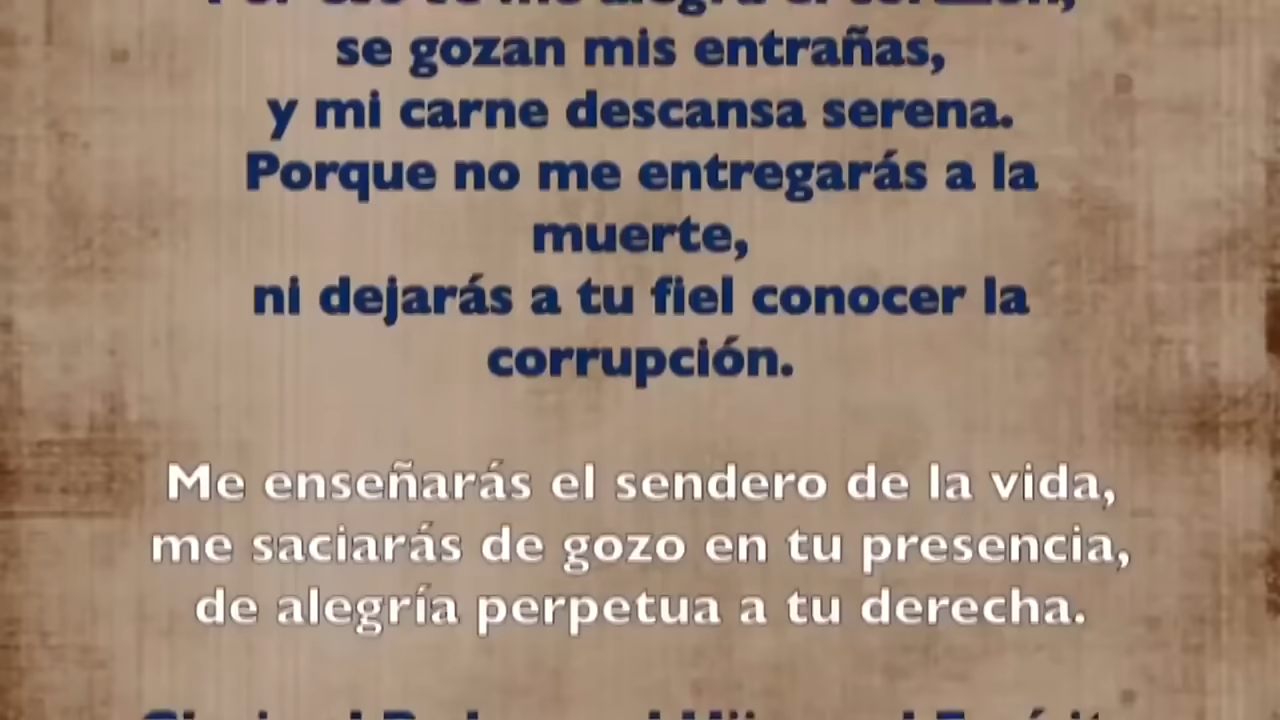 se gozan mis entrañas,
y mi carne descansa serena.
Porque no me entregarás a la
muerte,
ni dejarás a tu fiel conocer la
corrupción.
Me enseñarás el sendero de la vida,
me saciarás de gozo en tu presencia,
de alegría perpetua a tu derecha.